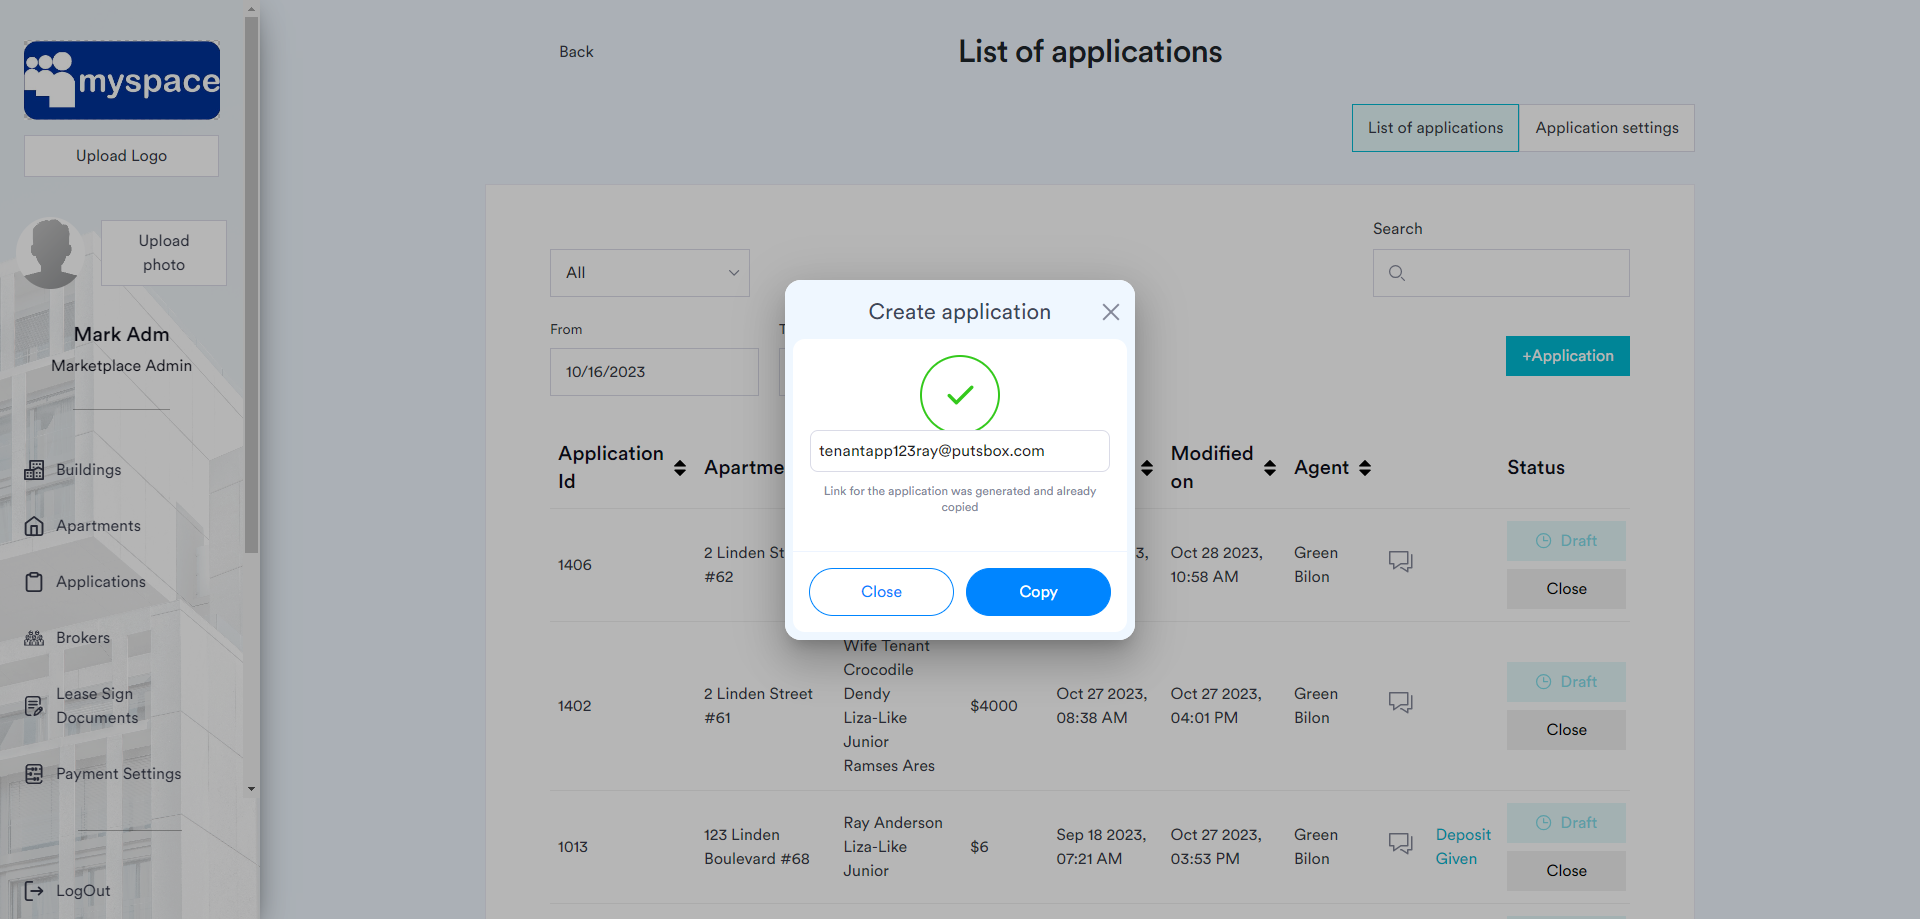 myspace
Upload Logo
Upload
photo
Mark Adm
Marketplace Admin
Buildings
Apartments
Applications
Brokers
Lease Sign
Documents
Payment Settings
LogOut
Back
List of applications
List of applications
Application settings
Search
All
From
10/16/2023
+Application
Create application
tenantapp123ray@putsbox.com
Link for the application was generated and already
copied
Close
Copy
Application
Id
Apartme
Modified
on
Agent
Status
1406
2 Linden St
#62
3,
Oct 28 2023,
10:58 AM
Green
Bilon
Draft
Close
1402
2 Linden Street
#61
Wife Tenant
Crocodile
Dendy
Liza-Like
Junior
Ramses Ares
$4000
Oct 27 2023,
08:38 AM
Oct 27 2023,
04:01 PM
Green
Bilon
Draft
Close
1013
123 Linden
Boulevard #68
Ray Anderson
Liza-Like
Junior
$6
Sep 18 2023,
07:21 AM
Oct 27 2023,
03:53 PM
Green
Bilon
Deposit
Given
Draft
Close